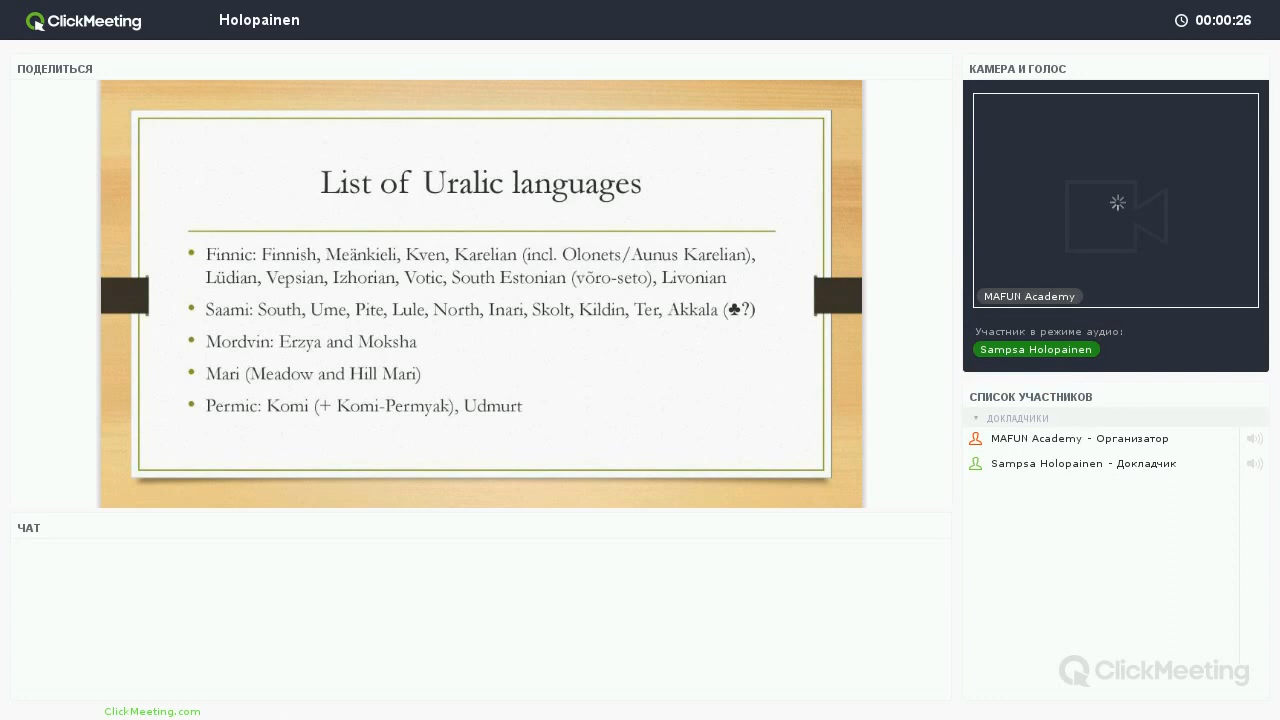 ClickMeeting
Holopainen
00:00:26
ПОДЕЛИТЬСЯ
List of Uralic languages
• Finnic: Finnish, Meänkieli, Kven, Karelian (incl. Olonets/Aunus Karelian),
Lüdian, Vepsian, Izhorian, Votic, South Estonian (võro-seto), Livonian
• Saami: South, Ume, Pite, Lule, North, Inari, Skolt, Kildin, Ter, Akkala (♣?)
• Mordvin: Erzya and Moksha
• Mari (Meadow and Hill Mari)
• Permic: Komi (+ Komi-Permyak), Udmurt
ЧАТ
ClickMeeting.com
КАМЕРА И ГОЛОС
MAFUN Academy
Участник в режиме аудио:
Sampsa Holopainen
СПИСОК УЧАСТНИКОВ
ДОКЛАДЧИКИ
MAFUN Academy - Организатор
Sampsa Holopainen - Докладчик
ClickMeeting